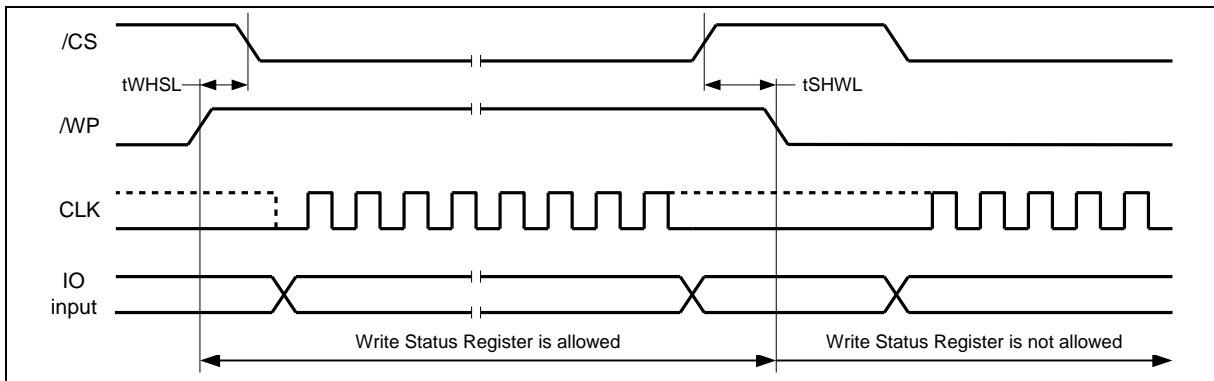 /CS
tWHSL
tSHWL
/WP
CLK
IO
input
Write Status Register is allowed
Write Status Register is not allowed